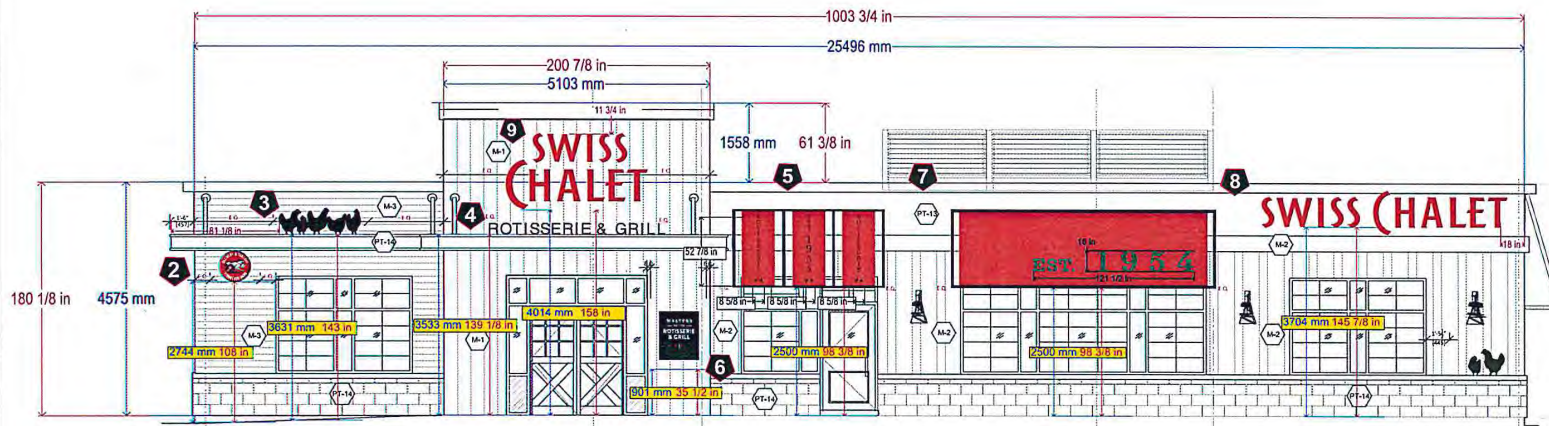 1003 3/4 in
25496 mm
200 7/8 in
5103 mm
11 3/4 in
1558 mm 61 3/8 in
9
M-1
SWISS
CHALET
ROTISSERIE & GRILL
5
7
8
3
M-3
4
81 1/8 in
PT-14
PT-13
SWISS CHALET
M-2
18 in
52 7/8 in
2
180 1/8 in 4575 mm
1954
18 in
EST. 1954
121 1/2 in
8 5/8 in 8 5/8 in 8 5/8 in
M-3
3631 mm 143 in
2744 mm 108 in
3533 mm 139 1/8 in
M-1
4014 mm 158 in
ROTISSERIE
& GRILL
M-2
2500 mm 98 3/8 in
M-2
2500 mm 98 3/8 in
M-2
3704 mm 145 7/8 in
6
901 mm 35 1/2 in
PT-14
PT-14
PT-14